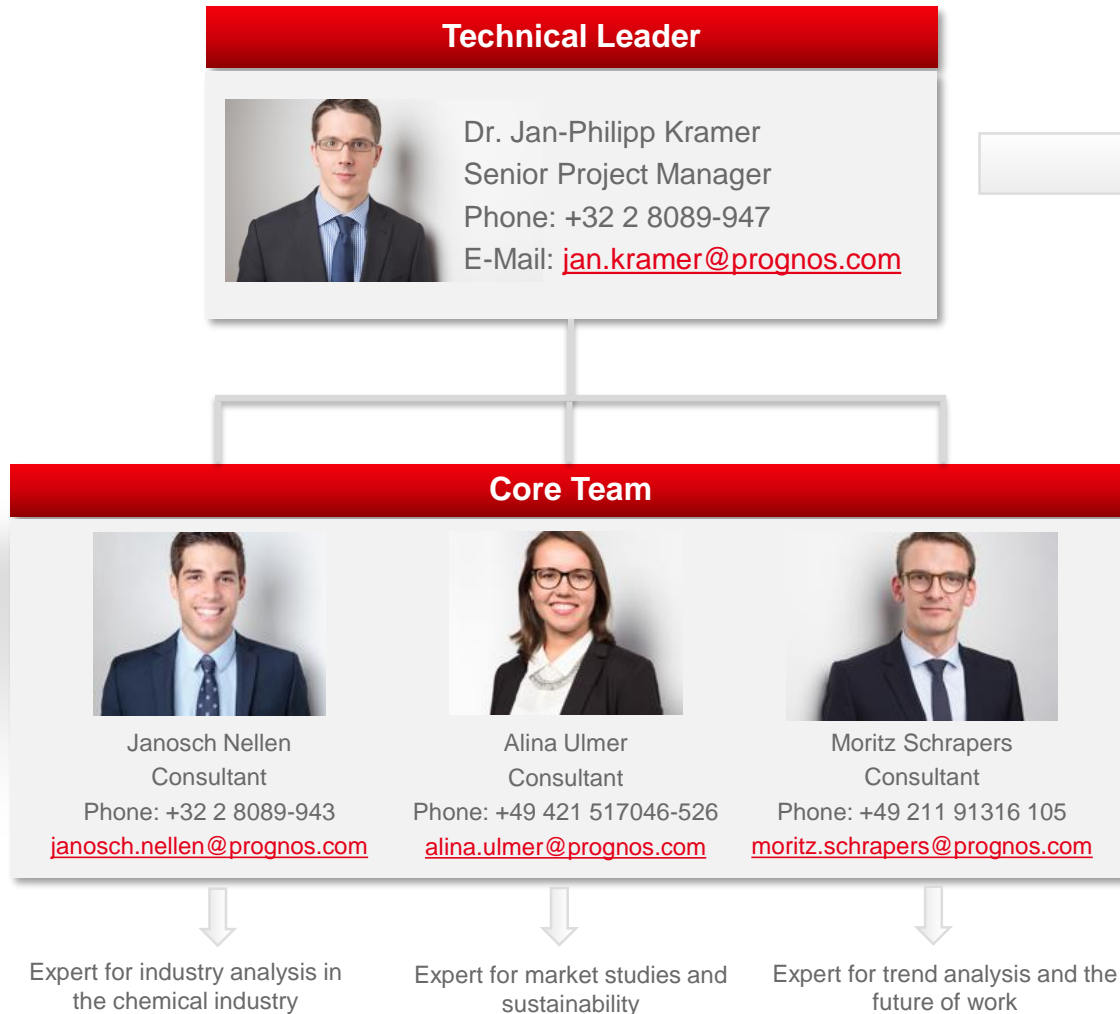 Technical Leader
Dr. Jan-Philipp Kramer
Senior Project Manager
Phone: +32 2 8089-947
E-Mail: jan.kramer@prognos.com
Core Team
Janosch Nellen
Consultant
Phone: +32 2 8089-943
janosch.nellen@prognos.com
Alina Ulmer
Consultant
Phone: +49 421 517046-526
alina.ulmer@prognos.com
Moritz Schrapers
Consultant
Phone: +49 211 91316 105
moritz.schrapers@prognos.com
Expert for industry analysis in
the chemical industry
Expert for market studies and
sustainability
Expert for trend analysis and the
future of work